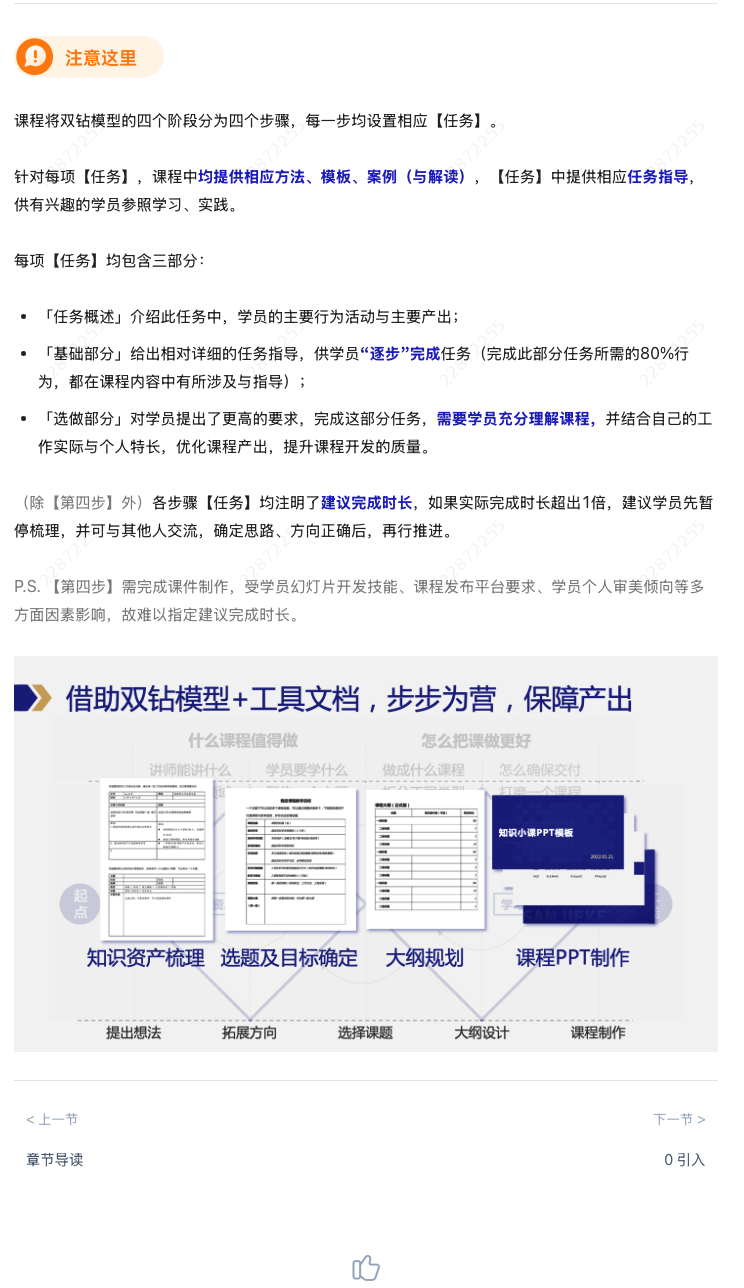 注意这里
课程将双钻模型的四个阶段分为四个步骤，每一步均设置相应【任务】。
针对每项【任务】，课程中均提供相应方法、模板、案例（与解读），【任务】中提供相应任务指导，
供有兴趣的学员参照学习、实践。
每项【任务】均包含三部分：
「任务概述」介绍此任务中，学员的主要行为活动与主要产出；
「基础部分」给出相对详细的任务指导，供学员“逐步”完成任务（完成此部分任务所需的80%行
为，都在课程内容中有所涉及与指导）；
「选做部分」对学员提出了更高的要求，完成这部分任务，需要学员充分理解课程，并结合自己的工
作实际与个人特长，优化课程产出，提升课程开发的质量。
（除【第四步】外）各步骤【任务】均注明了建议完成时长，如果实际完成时长超出1倍，建议学员先暂
停梳理，并可与其他人交流，确定思路、方向正确后，再行推进。
P.S. 【第四步】需完成课件制作，受学员幻灯片开发技能、课程发布平台要求、学员个人审美倾向等多
方面因素影响，故难以指定建议完成时长。
22872255
借助双钻模型+工具文档，步步为营，保障产出
什么课程值得做 怎么把课做更好
讲师能讲什么 学员要学什么 做成什么课程 怎么确保交付
课程大纲（正式版）
知识小课PPT模板
2022.01.21
起点
知识资产梳理 选题及目标确定 大纲规划 课程PPT制作
提出想法 拓展方向 选择课题 大纲设计 课程制作
< 上一节 下一节 >
章节导读 0 引入